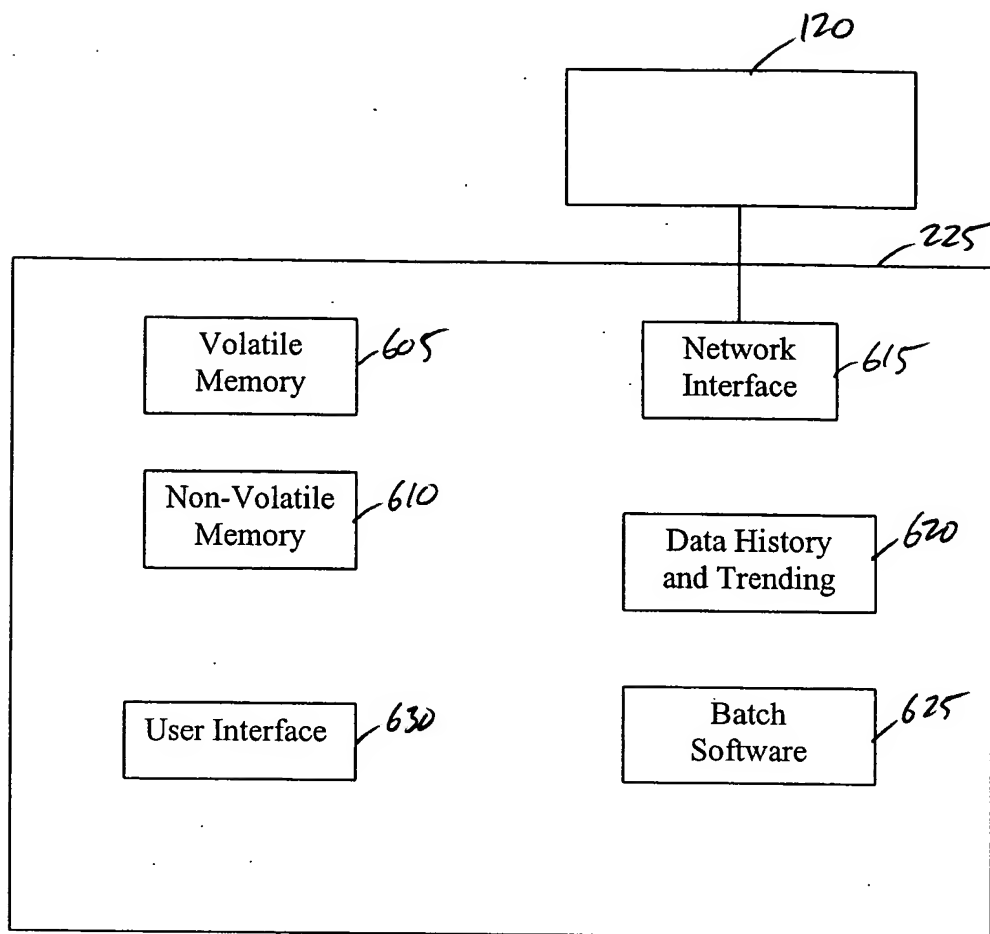 120
225
Volatile
Memory
605
Network
Interface
615
Non-Volatile
Memory
610
Data History
and Trending
620
User Interface
630
Batch
Software
625